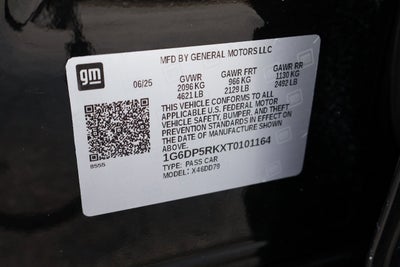 MFD BY GENERAL MOTORS LLC
gm
06/25
GVWR GAWR FRT GAWR RR
2096 KG 966 KG 1130 KG
4621 LB 2129 LB 2492 LB
THIS VEHICLE CONFORMS TO ALL
APPLICABLE U.S. FEDERAL MOTOR
VEHICLE SAFETY, BUMPER, AND THEFT
PREVENTION STANDARDS IN EFFECT ON
THE DATE OF MANUFACTURE SHOWN
ABOVE.
1G6DP5RKXT0101164
TYPE: PASS CAR
MODEL: X46DD79
8555